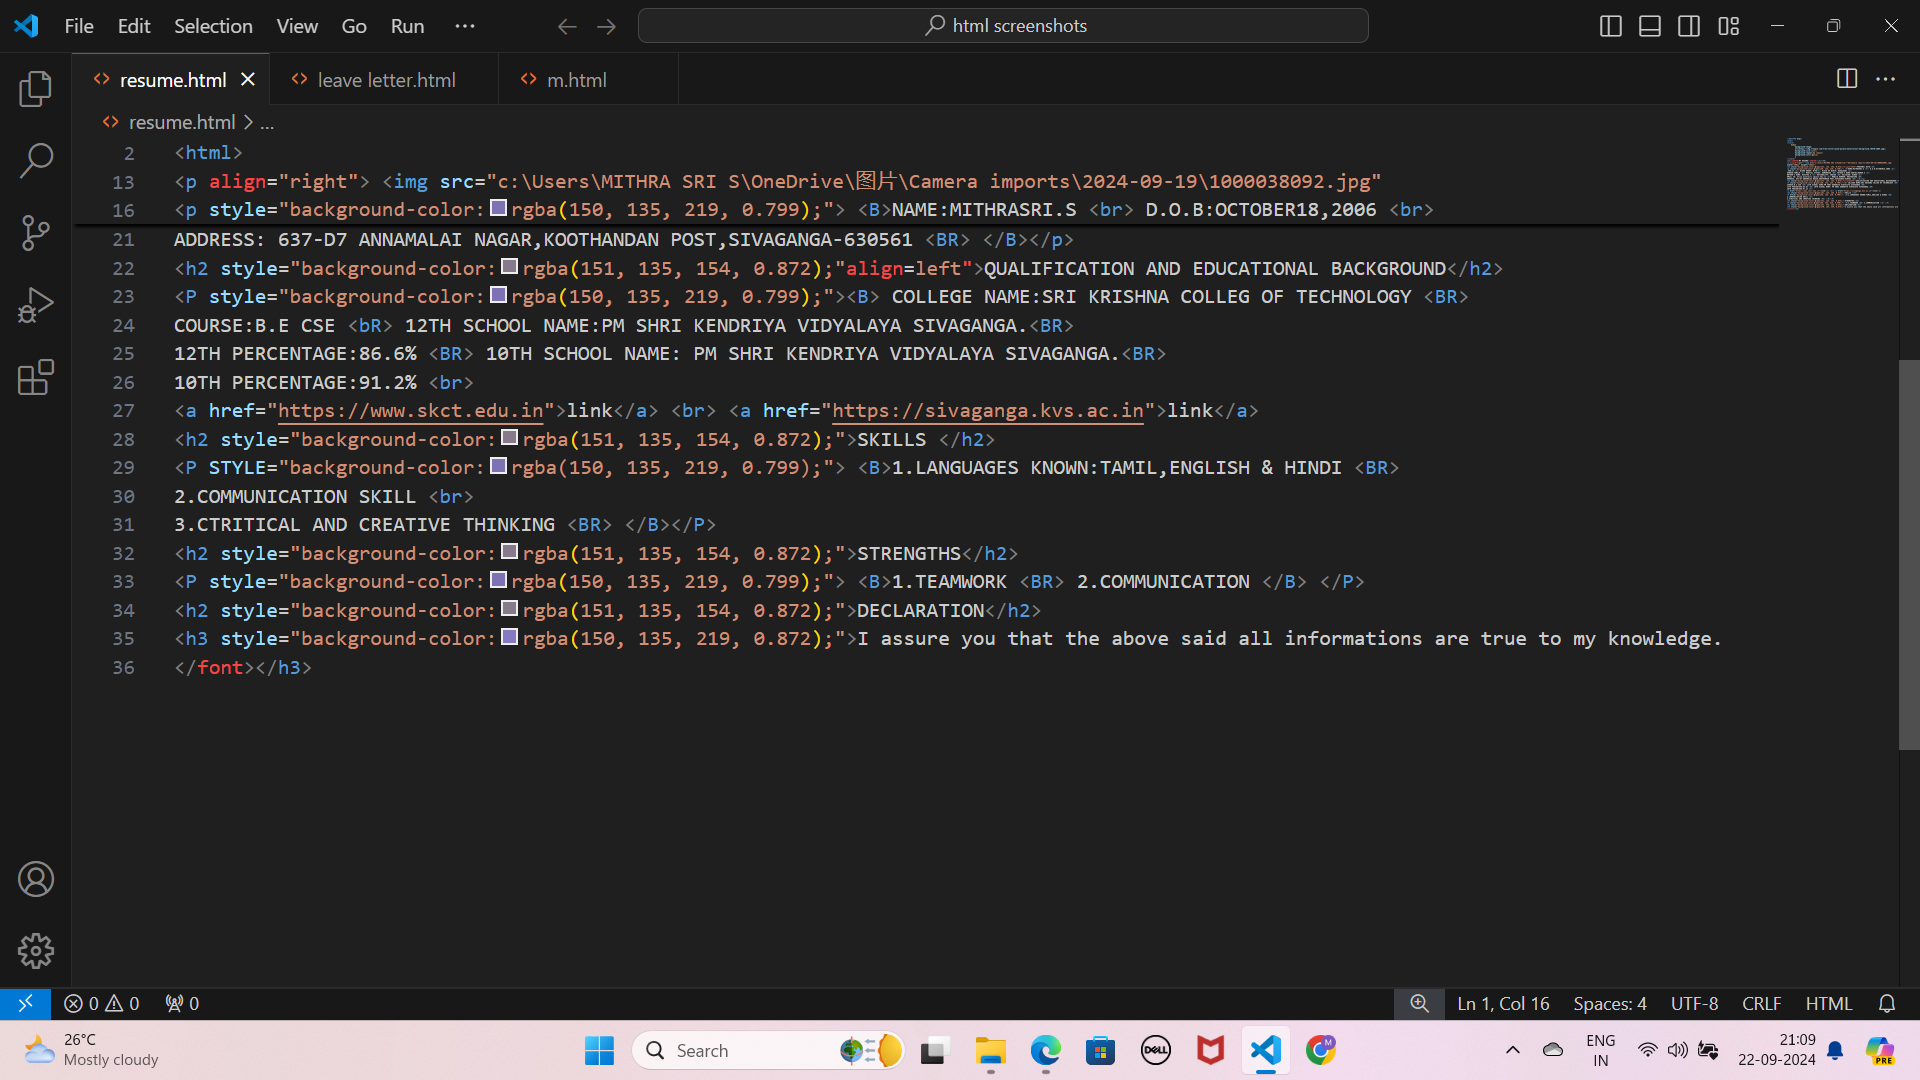 File Edit Selection View Go Run ··· html screenshots
resume.html leave letter.html m.html
resume.html > ...
2 <html>
13 <p align="right"> <img src="c:\Users\MITHRA SRI S\OneDrive\图片\Camera imports\2024-09-19\1000038092.jpg"
16 <p style="background-color:rgba(150, 135, 219, 0.799);"> <B>NAME:MITHRASRI.S <br> D.O.B:OCTOBER18,2006 <br>
21 ADDRESS: 637-D7 ANNAMALAI NAGAR,KOOTHANDAN POST,SIVAGANGA-630561 <BR> </B></p>
22 <h2 style="background-color:rgba(151, 135, 154, 0.872);"align=left">QUALIFICATION AND EDUCATIONAL BACKGROUND</h2>
23 <P style="background-color:rgba(150, 135, 219, 0.799);"><B> COLLEGE NAME:SRI KRISHNA COLLEG OF TECHNOLOGY <BR>
24 COURSE:B.E CSE <bR> 12TH SCHOOL NAME:PM SHRI KENDRIYA VIDYALAYA SIVAGANGA.<BR>
25 12TH PERCENTAGE:86.6% <BR> 10TH SCHOOL NAME: PM SHRI KENDRIYA VIDYALAYA SIVAGANGA.<BR>
26 10TH PERCENTAGE:91.2% <br>
27 <a href="https://www.skct.edu.in">link</a> <br> <a href="https://sivaganga.kvs.ac.in">link</a>
28 <h2 style="background-color:rgba(151, 135, 154, 0.872);">SKILLS </h2>
29 <P STYLE="background-color:rgba(150, 135, 219, 0.799);"> <B>1.LANGUAGES KNOWN:TAMIL,ENGLISH & HINDI <BR>
30 2.COMMUNICATION SKILL <br>
31 3.CTRITICAL AND CREATIVE THINKING <BR> </B></P>
32 <h2 style="background-color:rgba(151, 135, 154, 0.872);">STRENGTHS</h2>
33 <P style="background-color:rgba(150, 135, 219, 0.799);"> <B>1.TEAMWORK <BR> 2.COMMUNICATION </B> </P>
34 <h2 style="background-color:rgba(151, 135, 154, 0.872);">DECLARATION</h2>
35 <h3 style="background-color:rgba(150, 135, 219, 0.872);">I assure you that the above said all informations are true to my knowledge.
36 </font></h3>
0 0 0 Ln 1, Col 16 Spaces: 4 UTF-8 CRLF HTML
26°C
Mostly cloudy
Search
DELL
M
ENG
IN
21:09
22-09-2024
PRE